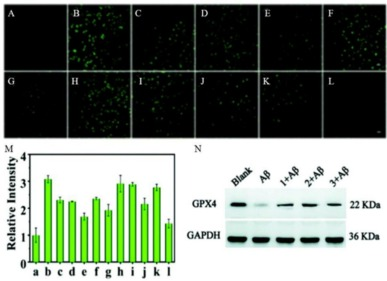 A B C D E F
G H I J K L
M
Relative Intensity
4
3
2
1
0
a b c d e f g h i j k l
N
Blank Aβ 1+Aβ 2+Aβ 3+Aβ
GPX4 22 KDa
GAPDH 36 KDa